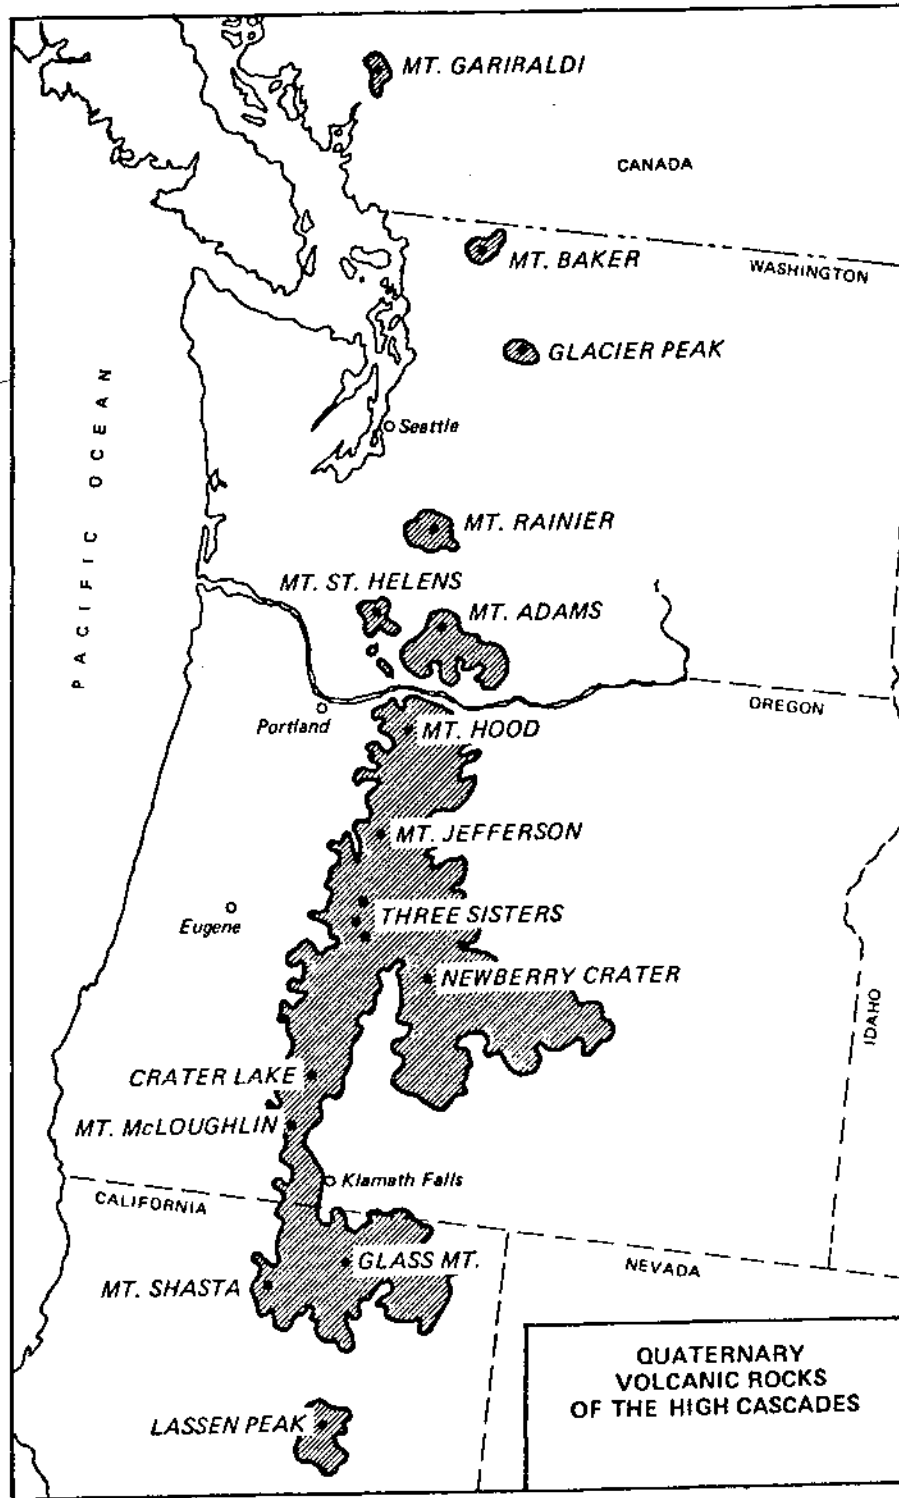 MT. GARIBALDI
CANADA
MT. BAKER
WASHINGTON
GLACIER PEAK
PACIFIC OCEAN
Seattle
MT. RAINIER
MT. ST. HELENS
MT. ADAMS
OREGON
Portland
MT. HOOD
MT. JEFFERSON
Eugene
THREE SISTERS
NEWBERRY CRATER
IDAHO
CRATER LAKE
MT. McLOUGHLIN
Klamath Falls
CALIFORNIA
GLASS MT.
NEVADA
MT. SHASTA
QUATERNARY
VOLCANIC ROCKS
OF THE HIGH CASCADES
LASSEN PEAK